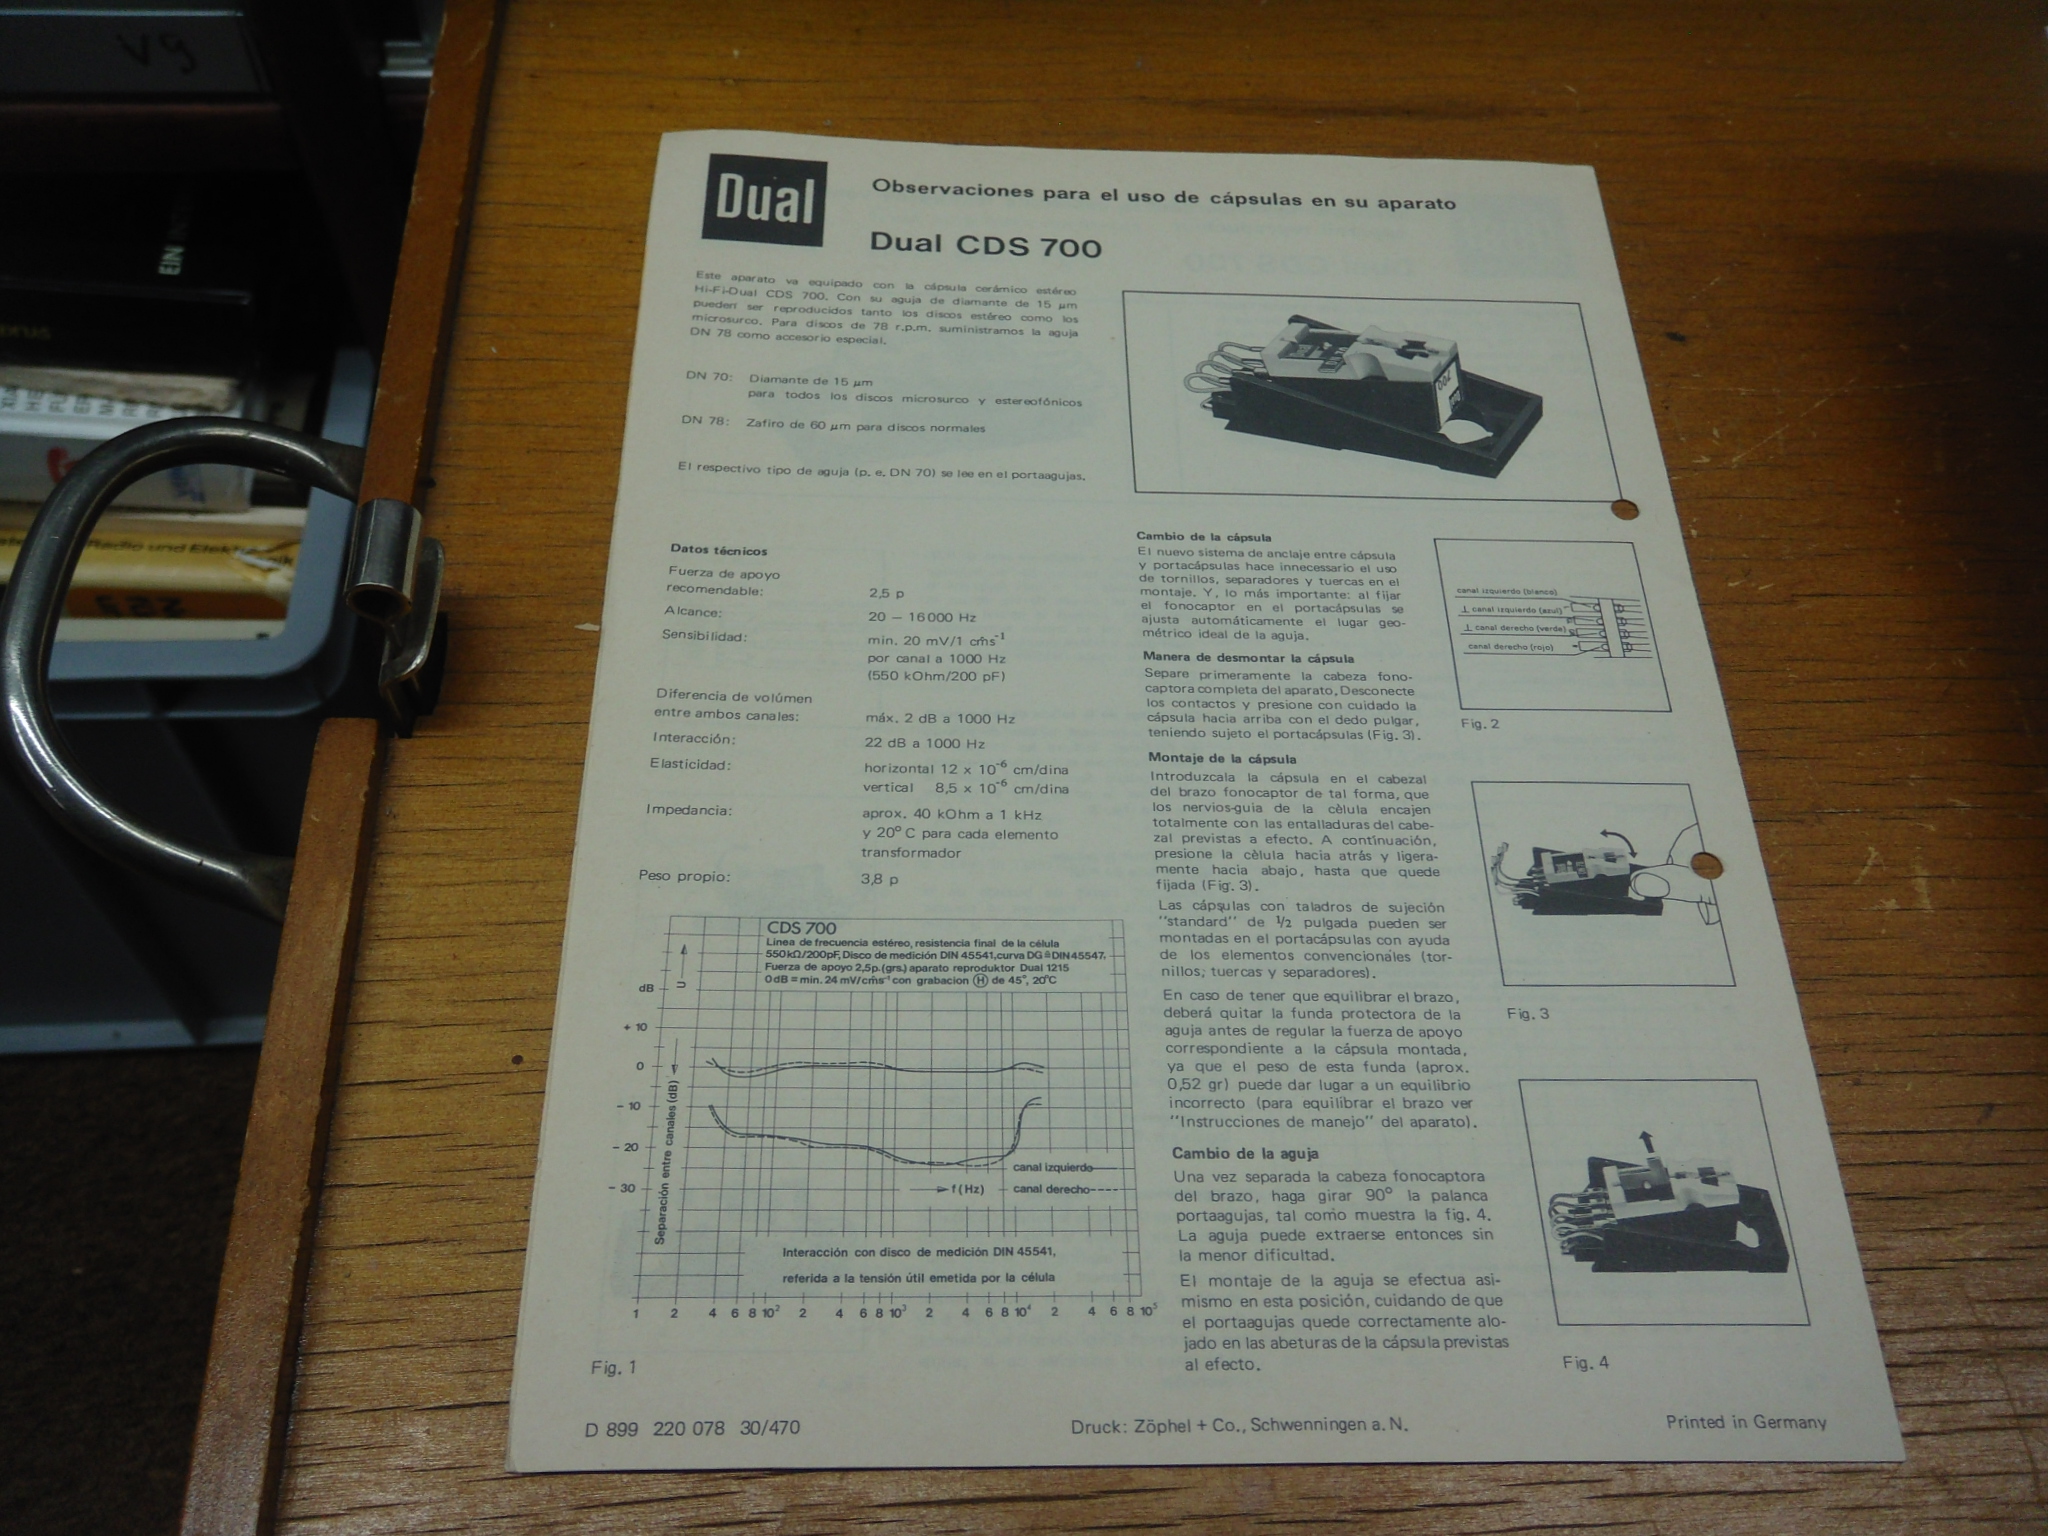 vg
EIN
Radio und Elektronik
Dual
Observaciones para el uso de cápsulas en su aparato
Dual CDS 700
Este aparato va equipado con la cápsula cerámico estéreo
Hi-Fi-Dual CDS 700. Con su aguja de diamante de 15 µm
pueden ser reproducidos tanto los discos estéreo como los
microsurco. Para discos de 78 r.p.m. suministramos la aguja
DN 78 como accesorio especial.
DN 70: Diamante de 15 µm
para todos los discos microsurco y estereofónicos
DN 78: Zafiro de 60 µm para discos normales
El respectivo tipo de aguja (p. e. DN 70) se lee en el portaagujas.
700
Datos técnicos
Fuerza de apoyo
recomendable: 2,5 p
Alcance: 20 – 16000 Hz
Sensibilidad: min. 20 mV/1 cm̂s⁻¹
por canal a 1000 Hz
(550 kOhm/200 pF)
Diferencia de volúmen
entre ambos canales: máx. 2 dB a 1000 Hz
Interacción: 22 dB a 1000 Hz
Elasticidad: horizontal 12 x 10⁻⁶ cm/dina
vertical 8,5 x 10⁻⁶ cm/dina
Impedancia: aprox. 40 kOhm a 1 kHz
y 20° C para cada elemento
transformador
Peso propio: 3,8 p
CDS 700
Línea de frecuencia estéreo, resistencia final de la célula
550kΩ/200pF, Disco de medición DIN 45541, curva DG≙DIN 45547,
Fuerza de apoyo 2,5p.(grs.) aparato reproduktor Dual 1215
0 dB = min. 24 mV/cm̂s⁻¹ con grabacion Ⓗ de 45°, 20°C
U
dB
+ 10
0
– 10
– 20
– 30
Separación entre canales (dB)
canal izquierdo
f (Hz) canal derecho
Interacción con disco de medición DIN 45541,
referida a la tensión útil emetida por la célula
1 2 4 6 8 10² 2 4 6 8 10³ 2 4 6 8 10⁴ 2 4 6 8 10⁵
Fig. 1
Cambio de la cápsula
El nuevo sistema de anclaje entre cápsula
y portacápsulas hace innecessario el uso
de tornillos, separadores y tuercas en el
montaje. Y, lo más importante: al fijar
el fonocaptor en el portacápsulas se
ajusta automáticamente el lugar geo-
métrico ideal de la aguja.
Manera de desmontar la cápsula
Separe primeramente la cabeza fono-
captora completa del aparato. Desconecte
los contactos y presione con cuidado la
cápsula hacia arriba con el dedo pulgar,
teniendo sujeto el portacápsulas (Fig. 3).
Montaje de la cápsula
Introduzcala la cápsula en el cabezal
del brazo fonocaptor de tal forma, que
los nervios-guia de la cèlula encajen
totalmente con las entalladuras del cabe-
zal previstas a efecto. A continuación,
presione la cèlula hacia atrás y ligera-
mente hacia abajo, hasta que quede
fijada (Fig. 3).
Las cápsulas con taladros de sujeción
"standard" de 1/2 pulgada pueden ser
montadas en el portacápsulas con ayuda
de los elementos convencionales (tor-
nillos, tuercas y separadores).
En caso de tener que equilibrar el brazo,
deberá quitar la funda protectora de la
aguja antes de regular la fuerza de apoyo
correspondiente a la cápsula montada,
ya que el peso de esta funda (aprox.
0,52 gr) puede dar lugar a un equilibrio
incorrecto (para equilibrar el brazo ver
"Instrucciones de manejo" del aparato).
Cambio de la aguja
Una vez separada la cabeza fonocaptora
del brazo, haga girar 90° la palanca
portaagujas, tal como muestra la fig. 4.
La aguja puede extraerse entonces sin
la menor dificultad.
El montaje de la aguja se efectua asi-
mismo en esta posición, cuidando de que
el portaagujas quede correctamente alo-
jado en las abeturas de la cápsula previstas
al efecto.
canal izquierdo (blanco)
⊥ canal izquierdo (azul)
⊥ canal derecho (verde)
canal derecho (rojo)
Fig. 2
Fig. 3
Fig. 4
D 899 220 078 30/470
Druck: Zöphel + Co., Schwenningen a. N.
Printed in Germany